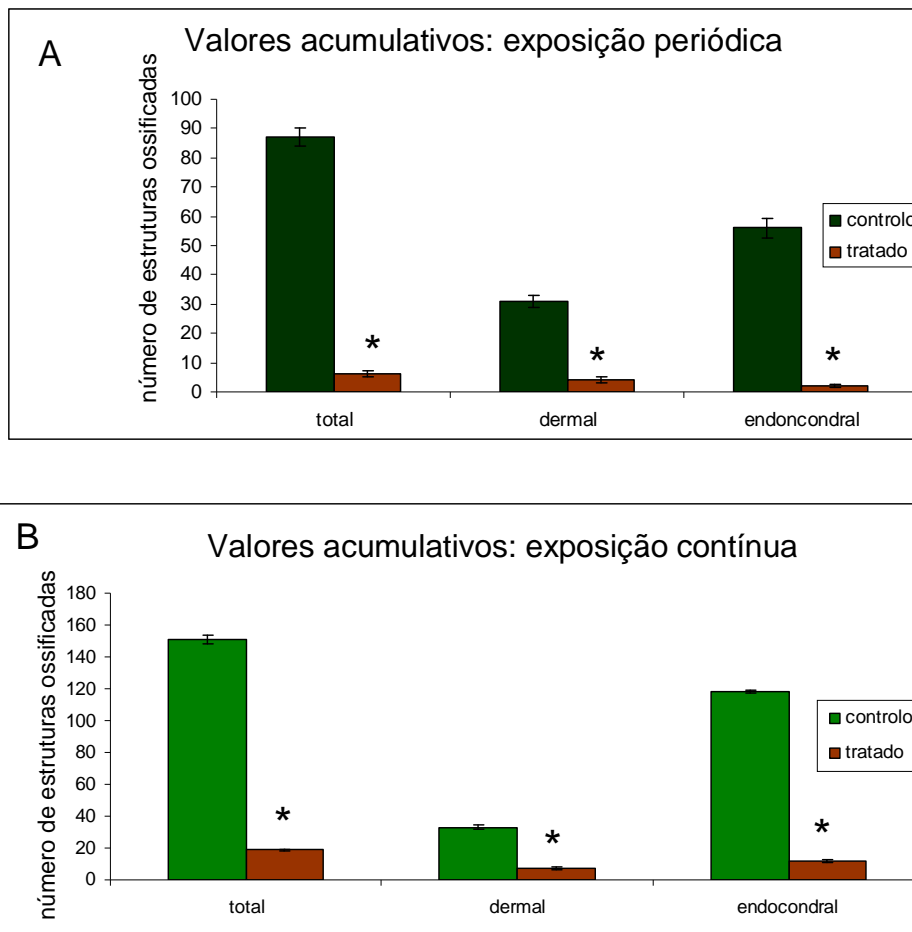 A
Valores acumulativos: exposição periódica
número de estruturas ossificadas
100
90
80
70
60
50
40
30
20
10
0
*
*
*
total
dermal
endoncondral
controlo
tratado
B
Valores acumulativos: exposição contínua
número de estruturas ossificadas
180
160
140
120
100
80
60
40
20
0
*
*
*
total
dermal
endocondral
controlo
tratado